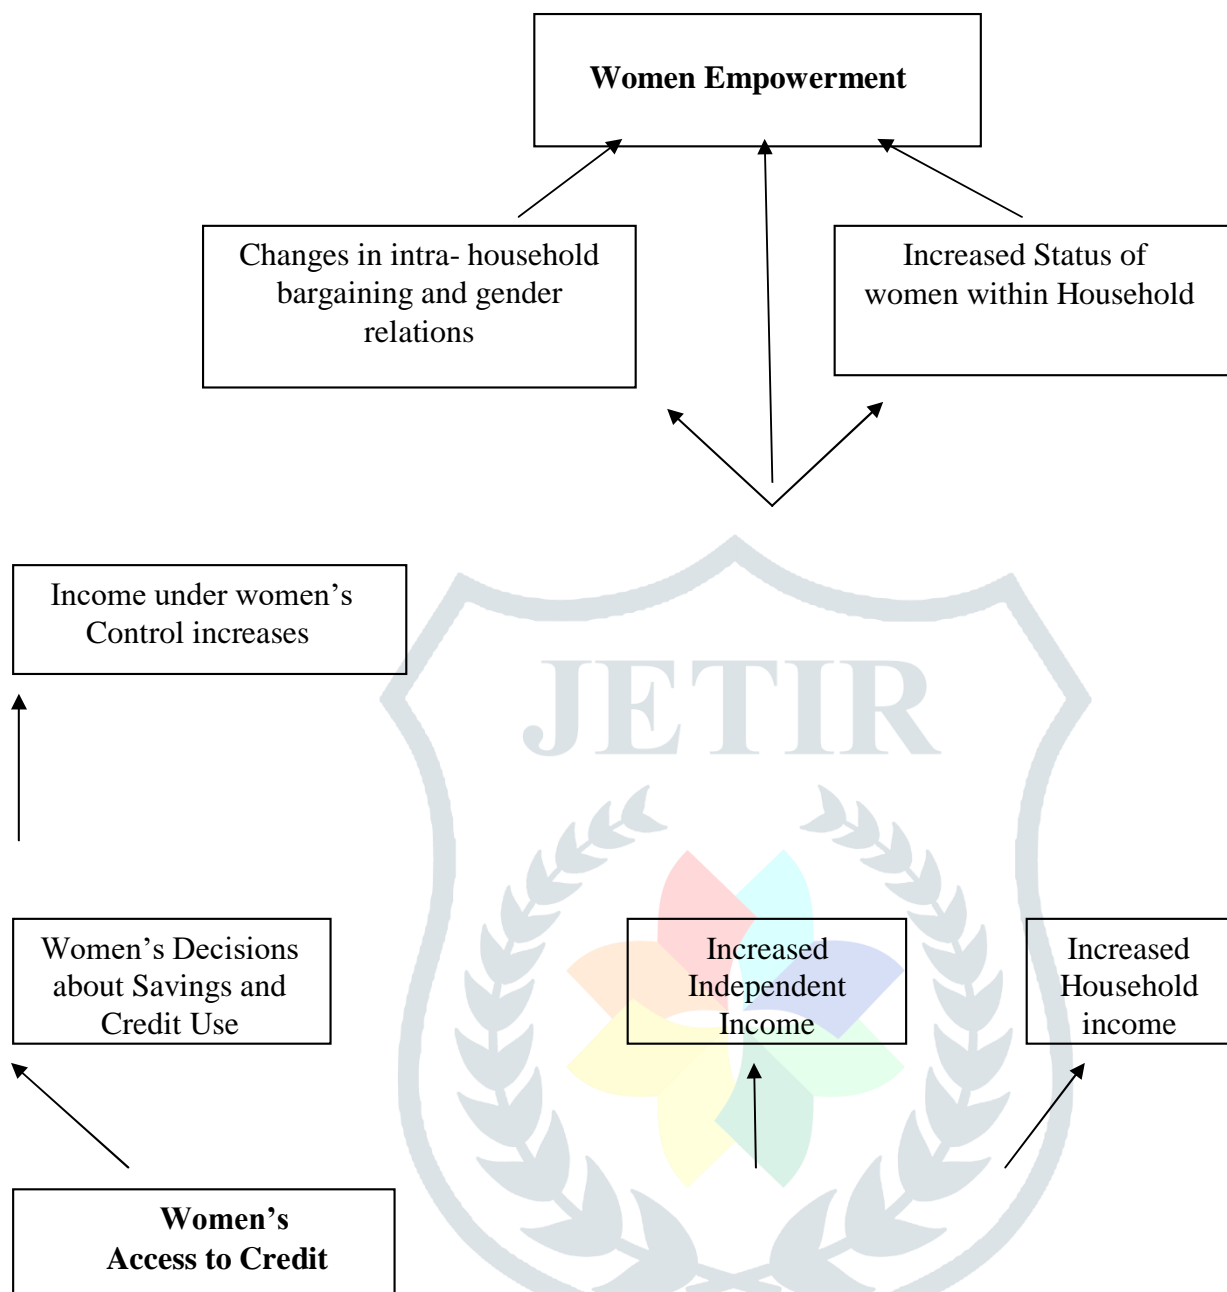 Women Empowerment
Changes in intra- household
bargaining and gender
relations
Increased Status of
women within Household
Income under women’s
Control increases
JETIR
Women’s Decisions
about Savings and
Credit Use
Increased
Independent
Income
Increased
Household
income
Women’s
Access to Credit